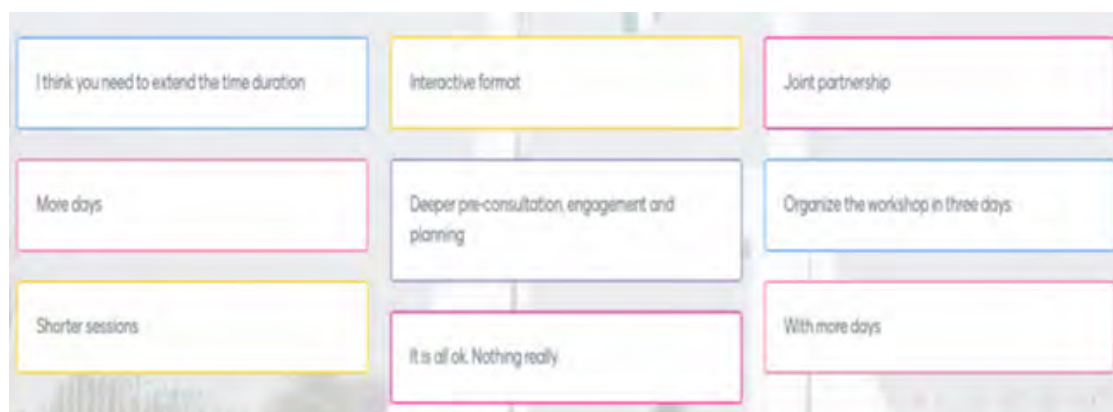 I think you need to extend the time duration
Interactive format
Joint partnership
More days
Deeper pre-consultation, engagement and
planning
Organize the workshop in three days
Shorter sessions
It is all ok. Nothing really
With more days